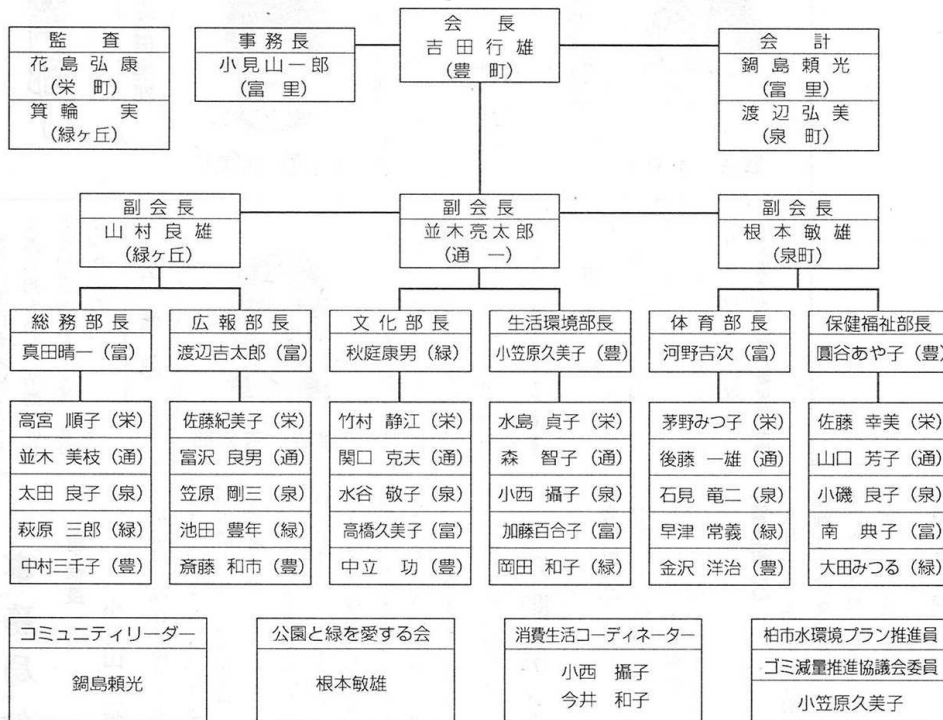 会長
吉田行雄
(豊町)
監査
花島弘康
(栄町)
箕輪 実
(緑ヶ丘)
事務長
小見山一郎
(富里)
会計
鍋島頼光
(富里)
渡辺弘美
(泉町)
副会長
山村良雄
(緑ヶ丘)
副会長
並木亮太郎
(通一)
副会長
根本敏雄
(泉町)
総務部長
真田晴一(富)
高宮 順子(栄)
並木 美枝(通)
太田 良子(泉)
萩原 三郎(緑)
中村三千子(豊)
広報部長
渡辺吉太郎(富)
佐藤紀美子(栄)
富沢 良男(通)
笠原 剛三(泉)
池田 豊年(緑)
斎藤 和市(豊)
文化部長
秋庭康男(緑)
竹村 静江(栄)
関口 克夫(通)
水谷 敬子(泉)
高橋久美子(富)
中立 功(豊)
生活環境部長
小笠原久美子(豊)
水島 貞子(栄)
森 智子(通)
小西 攝子(泉)
加藤百合子(富)
岡田 和子(緑)
体育部長
河野吉次(富)
茅野みつ子(栄)
後藤 一雄(通)
石見 竜二(泉)
早津 常義(緑)
金沢 洋治(豊)
保健福祉部長
圓谷あや子(豊)
佐藤 幸美(栄)
山口 芳子(通)
小磯 良子(泉)
南 典子(富)
大田みつる(緑)
コミュニティリーダー
鍋島頼光
公園と緑を愛する会
根本敏雄
消費生活コーディネーター
小西 攝子
今井 和子
柏市水環境プラン推進員
ゴミ減量推進協議会委員
小笠原久美子